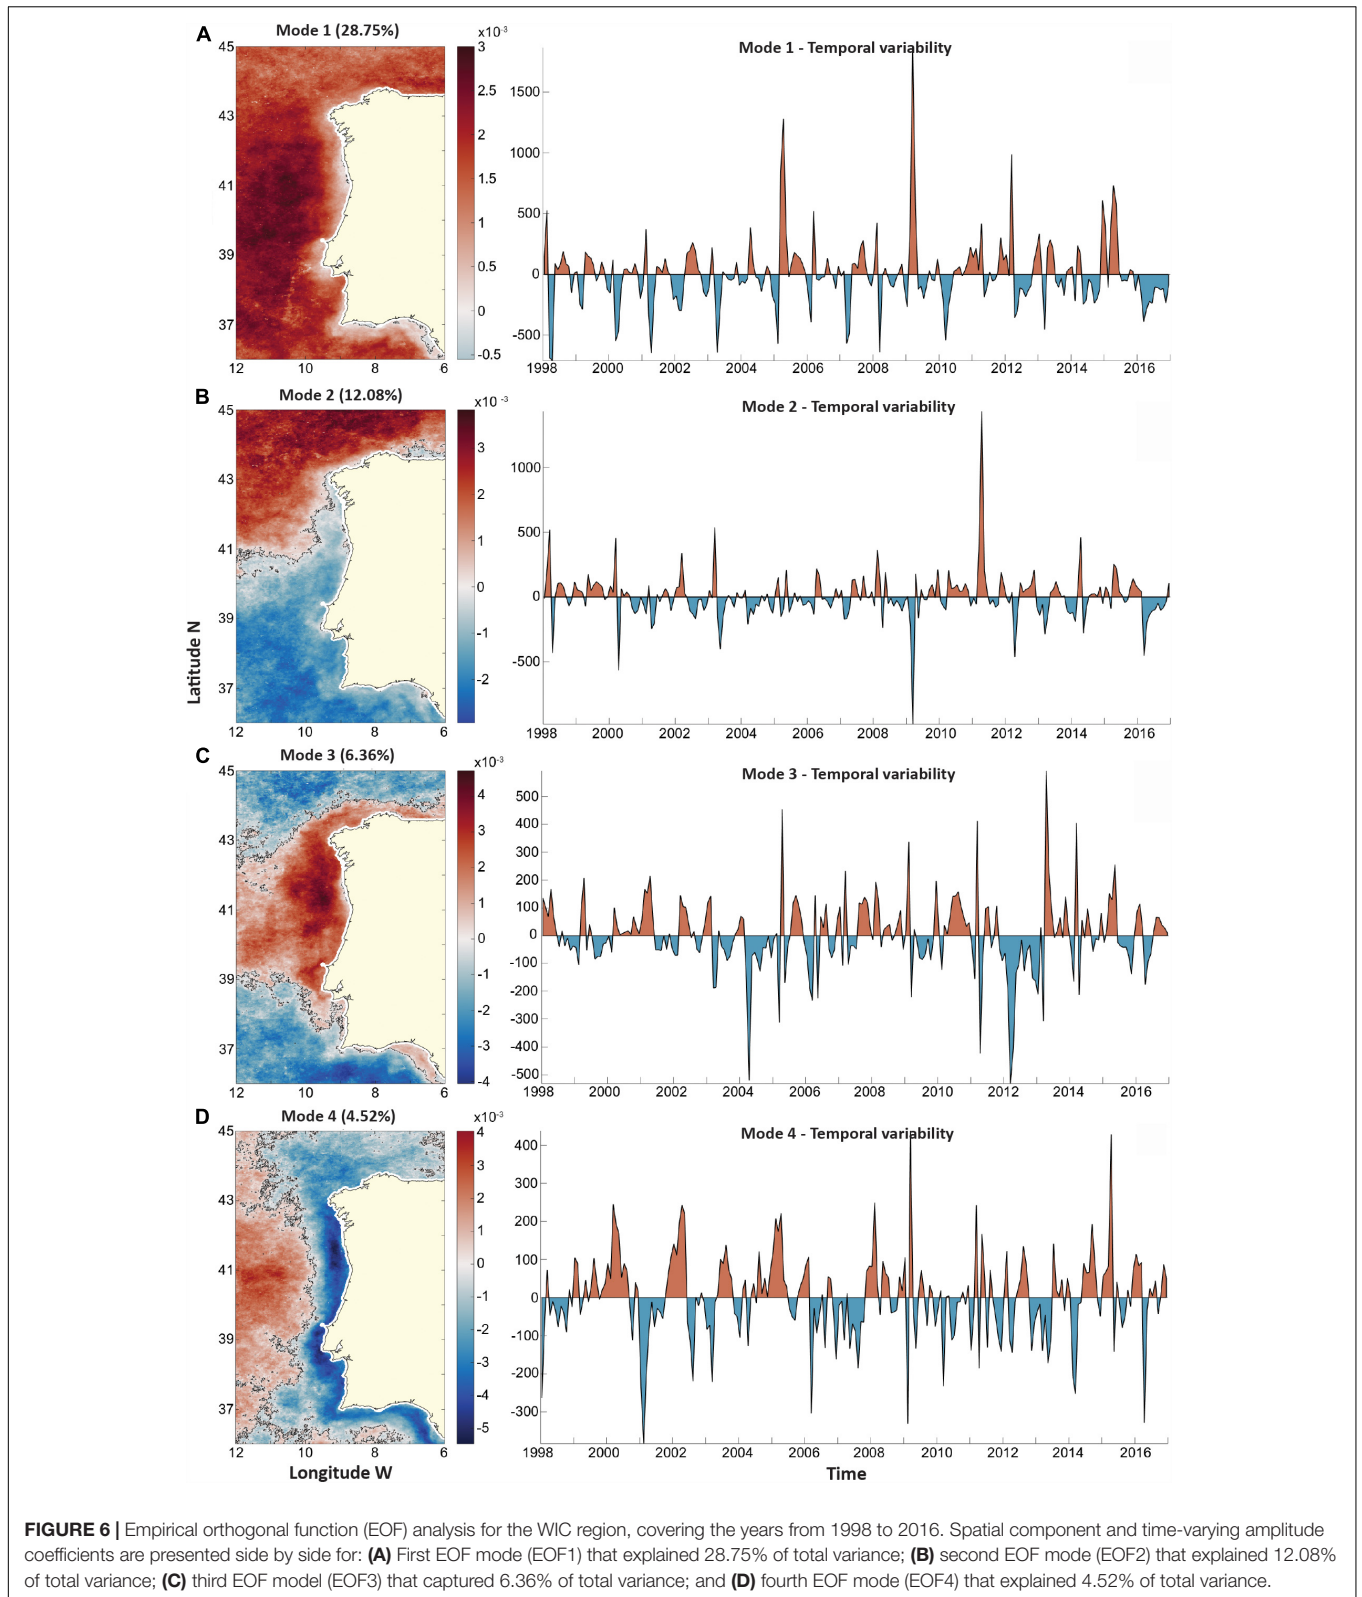 A
Mode 1 (28.75%)
x10-3
45
43
41
39
37
12 10 8 6
3
2.5
2
1.5
1
0.5
0
-0.5
Mode 1 - Temporal variability
1500
1000
500
0
-500
1998 2000 2002 2004 2006 2008 2010 2012 2014 2016
B
Mode 2 (12.08%)
x10 -3
45
43
41
39
37
12 10 8 6
3
2
1
0
-1
-2
Mode 2 - Temporal variability
1000
500
0
-500
1998 2000 2002 2004 2006 2008 2010 2012 2014 2016
Latitude N
C
Mode 3 (6.36%)
x10-3
45
43
41
39
37
12 10 8 6
4
3
2
1
0
-1
-2
-3
-4
Mode 3 - Temporal variability
500
400
300
200
100
0
-100
-200
-300
-400
-500
1998 2000 2002 2004 2006 2008 2010 2012 2014 2016
D
Mode 4 (4.52%)
x10-3
45
43
41
39
37
12 10 8 6
4
3
2
1
0
-1
-2
-3
-4
-5
Mode 4 - Temporal variability
400
300
200
100
0
-100
-200
-300
1998 2000 2002 2004 2006 2008 2010 2012 2014 2016
Longitude W
Time
FIGURE 6 | Empirical orthogonal function (EOF) analysis for the WIC region, covering the years from 1998 to 2016. Spatial component and time-varying amplitude
coefficients are presented side by side for: (A) First EOF mode (EOF1) that explained 28.75% of total variance; (B) second EOF mode (EOF2) that explained 12.08%
of total variance; (C) third EOF model (EOF3) that captured 6.36% of total variance; and (D) fourth EOF mode (EOF4) that explained 4.52% of total variance.